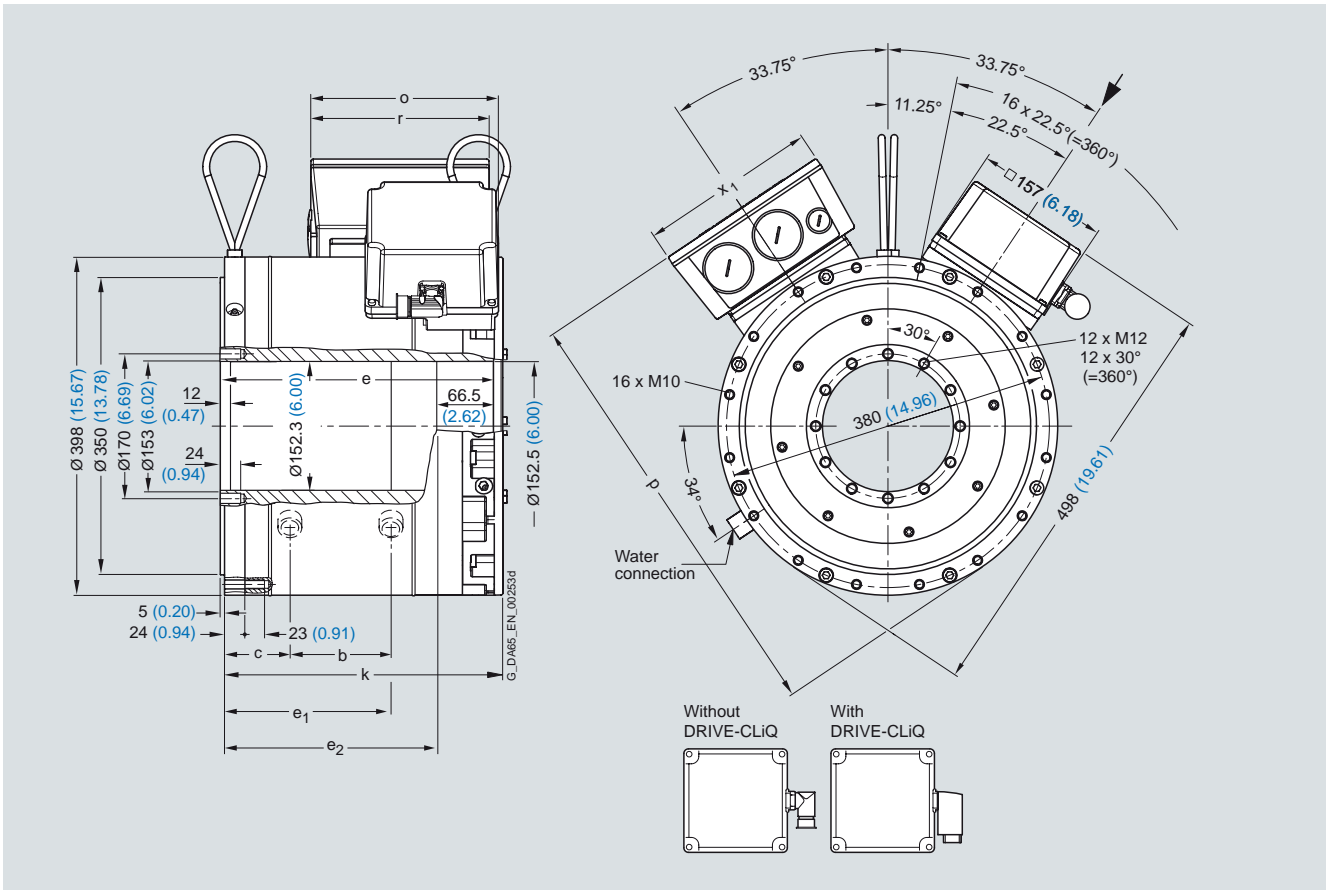 o
r
Ø 398 (15.67)
Ø 350 (13.78)
Ø170 (6.69)
Ø153 (6.02)
12
(0.47)
24
(0.94)
e
Ø152.3 (6.00)
66.5
(2.62)
Ø152.5 (6.00)
5 (0.20)
24 (0.94)
23 (0.91)
c
b
k
e1
e2
G_DA65_EN_00253d
33.75°
33.75°
11.25°
16 x 22.5°(=360°)
22.5°
x1
□157 (6.18)
30°
12 x M12
12 x 30°
(=360°)
16 x M10
380 (14.96)
34°
p
498 (19.61)
Water
connection
Without
DRIVE-CLiQ
With
DRIVE-CLiQ